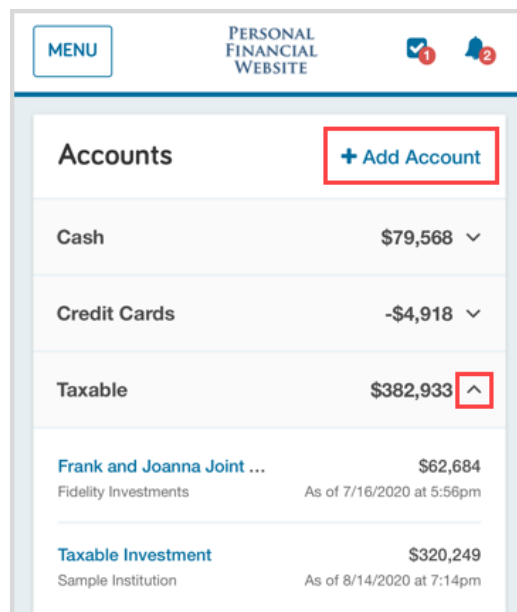 MENU
PERSONAL
FINANCIAL
WEBSITE
1
2
Accounts
+ Add Account
Cash $79,568
Credit Cards -$4,918
Taxable $382,933
Frank and Joanna Joint ... $62,684
Fidelity Investments As of 7/16/2020 at 5:56pm
Taxable Investment $320,249
Sample Institution As of 8/14/2020 at 7:14pm